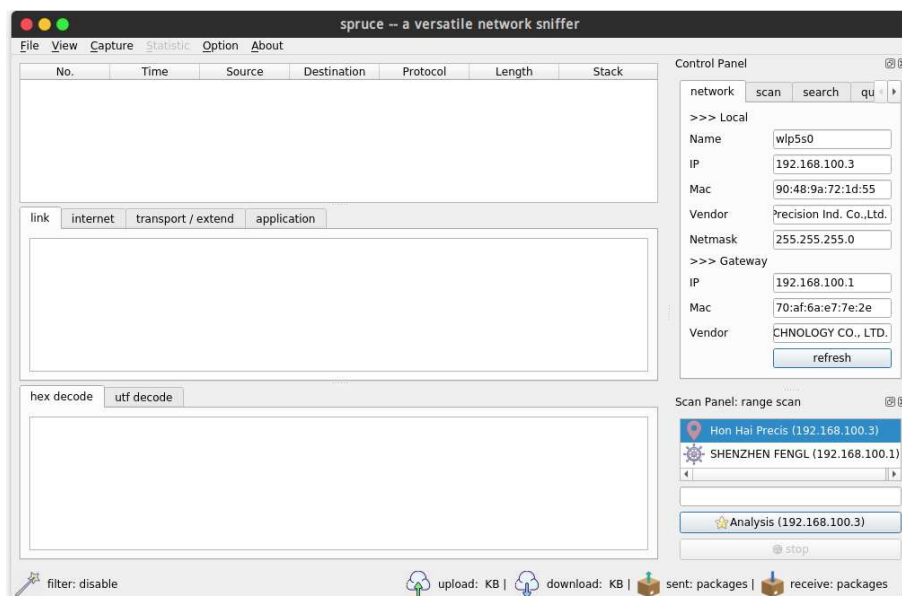 spruce -- a versatile network sniffer
File View Capture Statistic Option About
No. Time Source Destination Protocol Length Stack
link internet transport / extend application
hex decode utf decode
filter: disable
upload: KB | download: KB | sent: packages | receive: packages
Control Panel
network scan search qu
>>> Local
Name wlp5s0
IP 192.168.100.3
Mac 90:48:9a:72:1d:55
Vendor Precision Ind. Co.,Ltd.
Netmask 255.255.255.0
>>> Gateway
IP 192.168.100.1
Mac 70:af:6a:e7:7e:2e
Vendor CHNOLOGY CO., LTD.
refresh
Scan Panel: range scan
Hon Hai Precis (192.168.100.3)
SHENZHEN FENGL (192.168.100.1)
Analysis (192.168.100.3)
stop